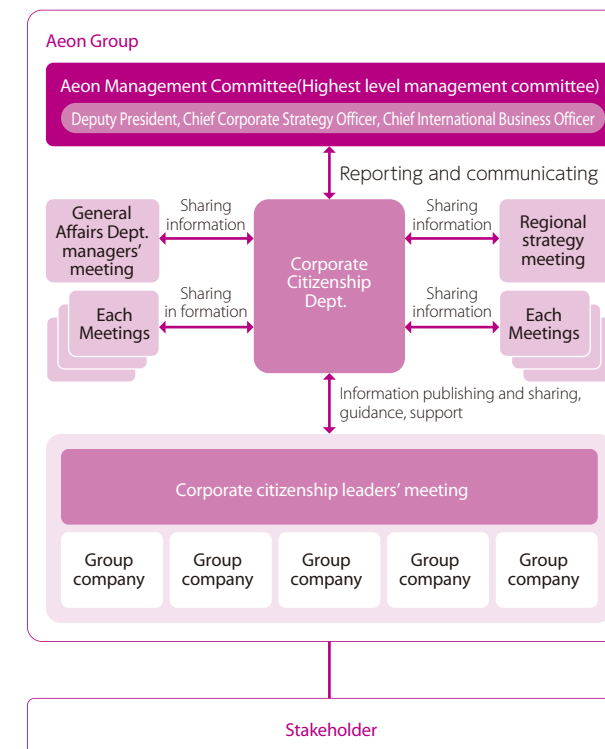 Aeon Group
Aeon Management Committee(Highest level management committee)
Deputy President, Chief Corporate Strategy Officer, Chief International Business Officer
Reporting and communicating
General
Affairs Dept.
managers’
meeting
Sharing
information
Corporate
Citizenship
Dept.
Sharing
information
Regional
strategy
meeting
Each
Meetings
Sharing
in formation
Sharing
information
Each
Meetings
Information publishing and sharing,
guidance, support
Corporate citizenship leaders’ meeting
Group
company
Group
company
Group
company
Group
company
Group
company
Stakeholder